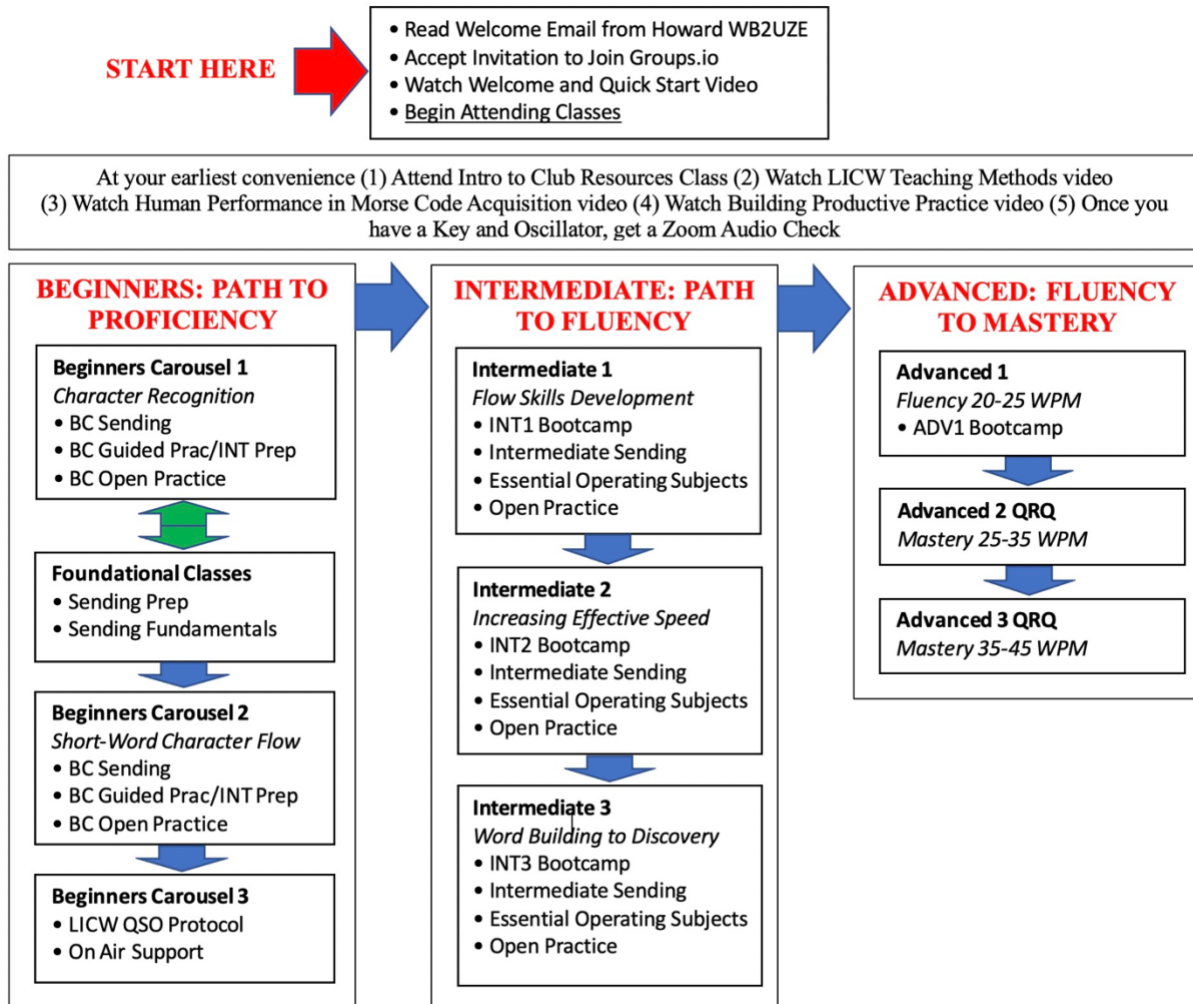 START HERE
• Read Welcome Email from Howard WB2UZE
• Accept Invitation to Join Groups.io
• Watch Welcome and Quick Start Video
• Begin Attending Classes
At your earliest convenience (1) Attend Intro to Club Resources Class (2) Watch LICW Teaching Methods video
(3) Watch Human Performance in Morse Code Acquisition video (4) Watch Building Productive Practice video (5) Once you
have a Key and Oscillator, get a Zoom Audio Check
BEGINNERS: PATH TO
PROFICIENCY
Beginners Carousel 1
Character Recognition
• BC Sending
• BC Guided Prac/INT Prep
• BC Open Practice
Foundational Classes
• Sending Prep
• Sending Fundamentals
Beginners Carousel 2
Short-Word Character Flow
• BC Sending
• BC Guided Prac/INT Prep
• BC Open Practice
Beginners Carousel 3
• LICW QSO Protocol
• On Air Support
INTERMEDIATE: PATH
TO FLUENCY
Intermediate 1
Flow Skills Development
• INT1 Bootcamp
• Intermediate Sending
• Essential Operating Subjects
• Open Practice
Intermediate 2
Increasing Effective Speed
• INT2 Bootcamp
• Intermediate Sending
• Essential Operating Subjects
• Open Practice
Intermediate 3
Word Building to Discovery
• INT3 Bootcamp
• Intermediate Sending
• Essential Operating Subjects
• Open Practice
ADVANCED: FLUENCY
TO MASTERY
Advanced 1
Fluency 20-25 WPM
• ADV1 Bootcamp
Advanced 2 QRQ
Mastery 25-35 WPM
Advanced 3 QRQ
Mastery 35-45 WPM